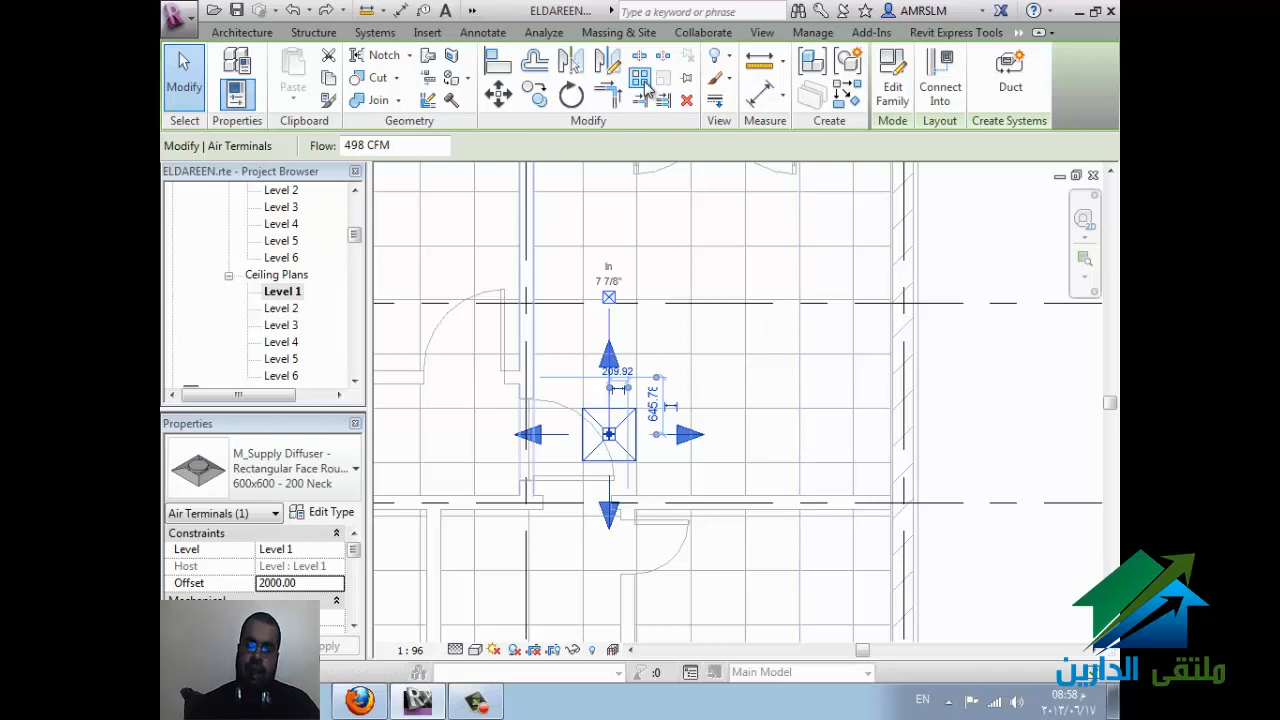 ELDAREEN...
Type a keyword or phrase
AMRSLM
Architecture Structure Systems Insert Annotate Analyze Massing & Site Collaborate View Manage Add-Ins Revit Express Tools
Modify
Paste
Notch
Cut
Join
Edit Family
Connect Into
Duct
Select Properties Clipboard Geometry Modify View Measure Create Mode Layout Create Systems
Modify | Air Terminals Flow: 498 CFM
ELDAREEN.rte - Project Browser
Level 2
Level 3
Level 4
Level 5
Level 6
Ceiling Plans
Level 1
Level 2
Level 3
Level 4
Level 5
Level 6
Properties
M_Supply Diffuser -
Rectangular Face Rou...
600x600 - 200 Neck
Air Terminals (1) Edit Type
Constraints
Level Level 1
Host Level : Level 1
Offset 2000.00
In
7 7/8"
209.92
645.78
1 : 96
:0 Main Model
EN
08:58 م
٢٠١٣/٠٦/١٧
ملتقى الدارين